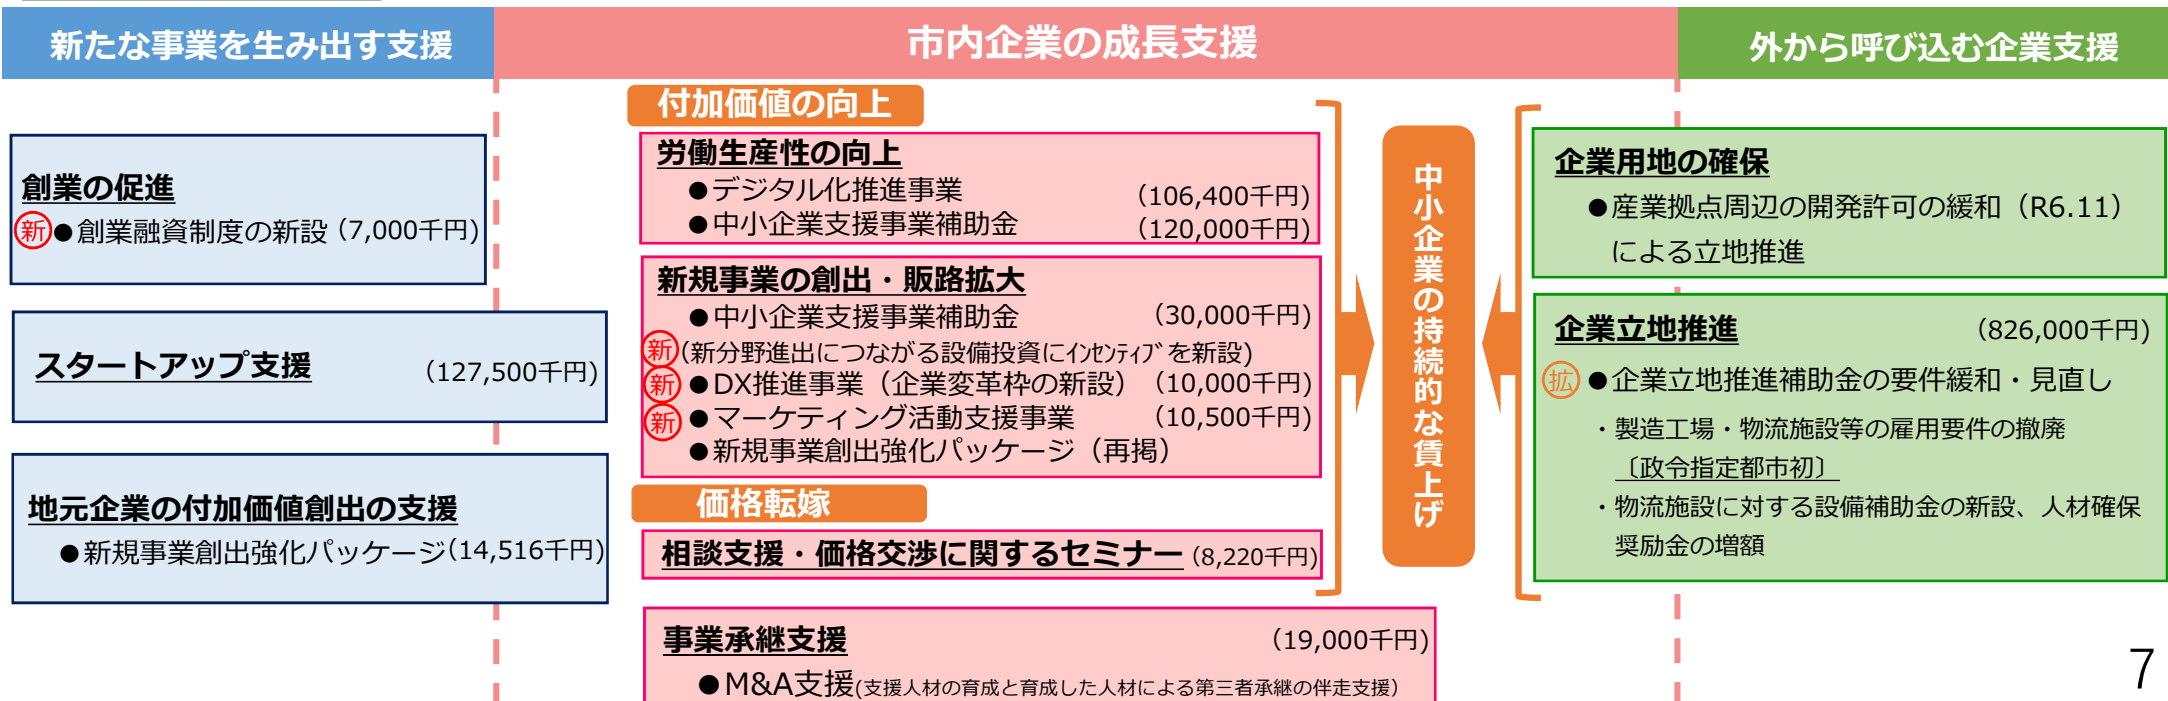 新たな事業を生み出す支援
市内企業の成長支援
外から呼び込む企業支援
創業の促進
新 ●創業融資制度の新設（7,000千円）
スタートアップ支援 （127,500千円）
地元企業の付加価値創出の支援
●新規事業創出強化パッケージ（14,516千円）
付加価値の向上
労働生産性の向上
●デジタル化推進事業 （106,400千円）
●中小企業支援事業補助金 （120,000千円）
新規事業の創出・販路拡大
●中小企業支援事業補助金 （30,000千円）
新 (新分野進出につながる設備投資にｲﾝｾﾝﾃｨﾌﾞを新設)
新 ●DX推進事業（企業変革枠の新設） （10,000千円）
新 ●マーケティング活動支援事業 （10,500千円）
●新規事業創出強化パッケージ（再掲）
価格転嫁
相談支援・価格交渉に関するセミナー （8,220千円）
事業承継支援 （19,000千円）
●M&A支援(支援人材の育成と育成した人材による第三者承継の伴走支援）
中小企業の持続的な賃上げ
企業用地の確保
●産業拠点周辺の開発許可の緩和（R6.11）
による立地推進
企業立地推進 （826,000千円）
拡 ●企業立地推進補助金の要件緩和・見直し
・製造工場・物流施設等の雇用要件の撤廃
〔政令指定都市初〕
・物流施設に対する設備補助金の新設、人材確保
奨励金の増額
7